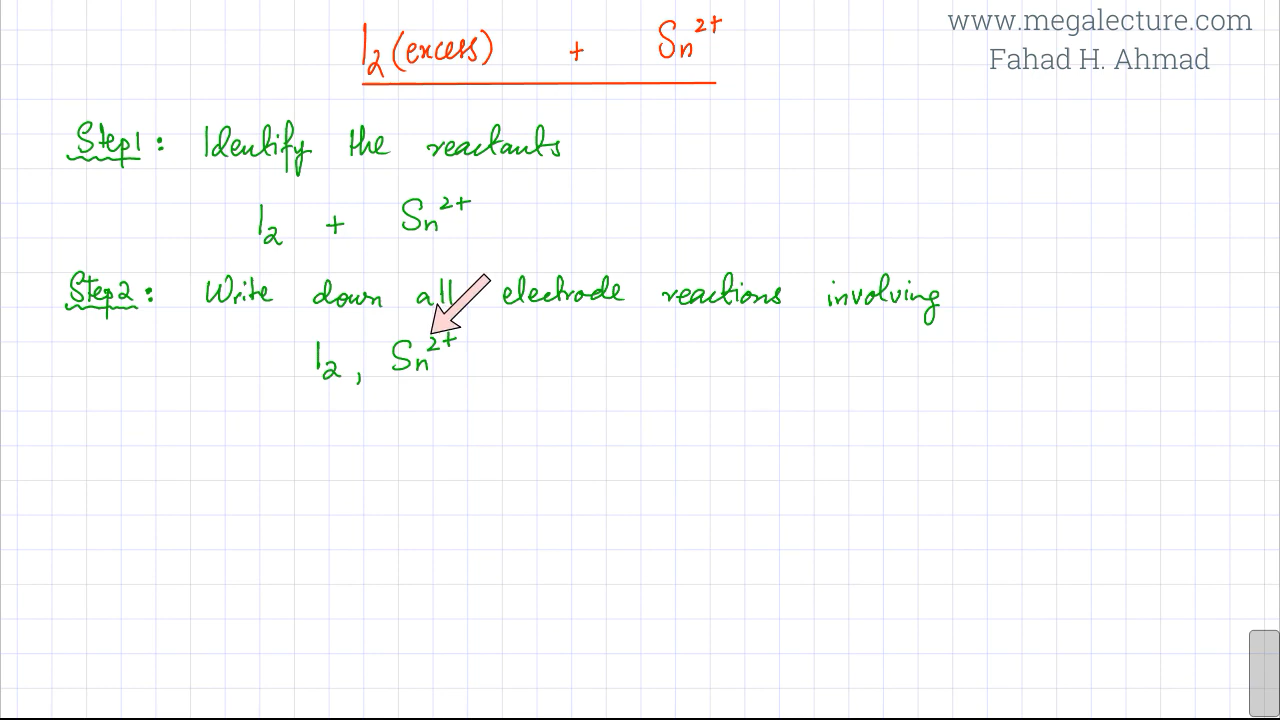 www.megalecture.com
Fahad H. Ahmad
I₂(excess) + Sn²⁺
Step1: Identify the reactants
I₂ + Sn²⁺
Step2: Write down all electrode reactions involving
I₂, Sn²⁺